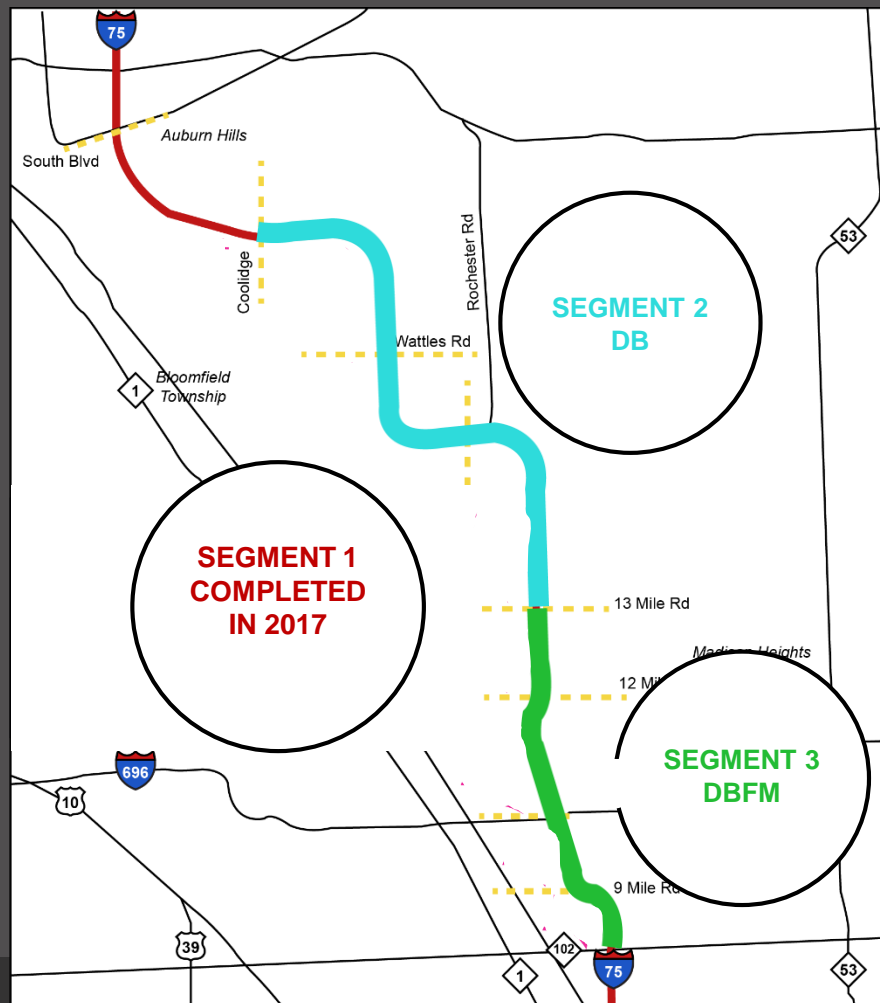 75
Auburn Hills
South Blvd
Coolidge
Rochester Rd
53
SEGMENT 2
DB
Wattles Rd
1
Bloomfield
Township
SEGMENT 1
COMPLETED
IN 2017
13 Mile Rd
Madison Heights
12 Mi
SEGMENT 3
DBFM
696
10
9 Mile Rd
39
102
1
75
53